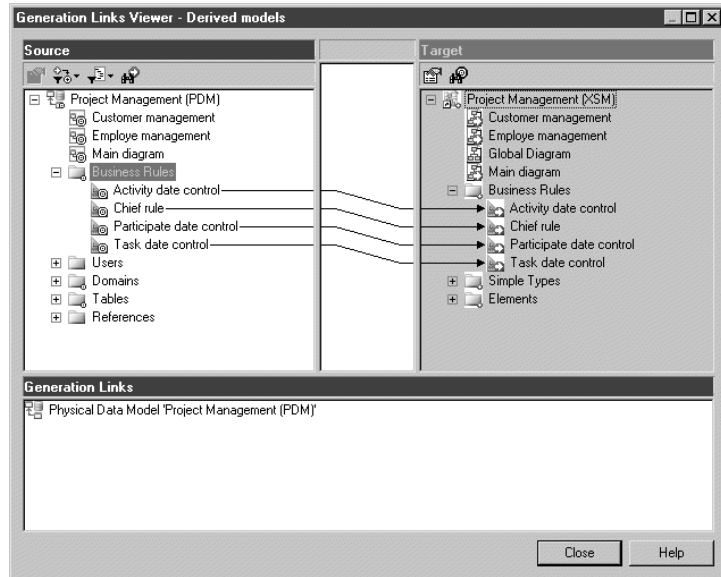 Generation Links Viewer - Derived models
Source
Target
Project Management (PDM)
Customer management
Employe management
Main diagram
Business Rules
Activity date control
Chief rule
Participate date control
Task date control
Users
Domains
Tables
References
Project Management (XSM)
Customer management
Employe management
Global Diagram
Main diagram
Business Rules
Activity date control
Chief rule
Participate date control
Task date control
Simple Types
Elements
Generation Links
Physical Data Model 'Project Management (PDM)'
Close
Help